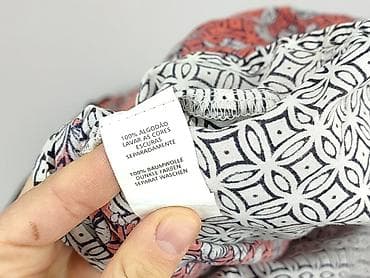 100% ALGODÃO
LAVAR AS CORES
ESCURAS
SEPARADAMENTE
100% BAUMWOLLE
DUNKLE FARBEN
SEPARAT WASCHEN